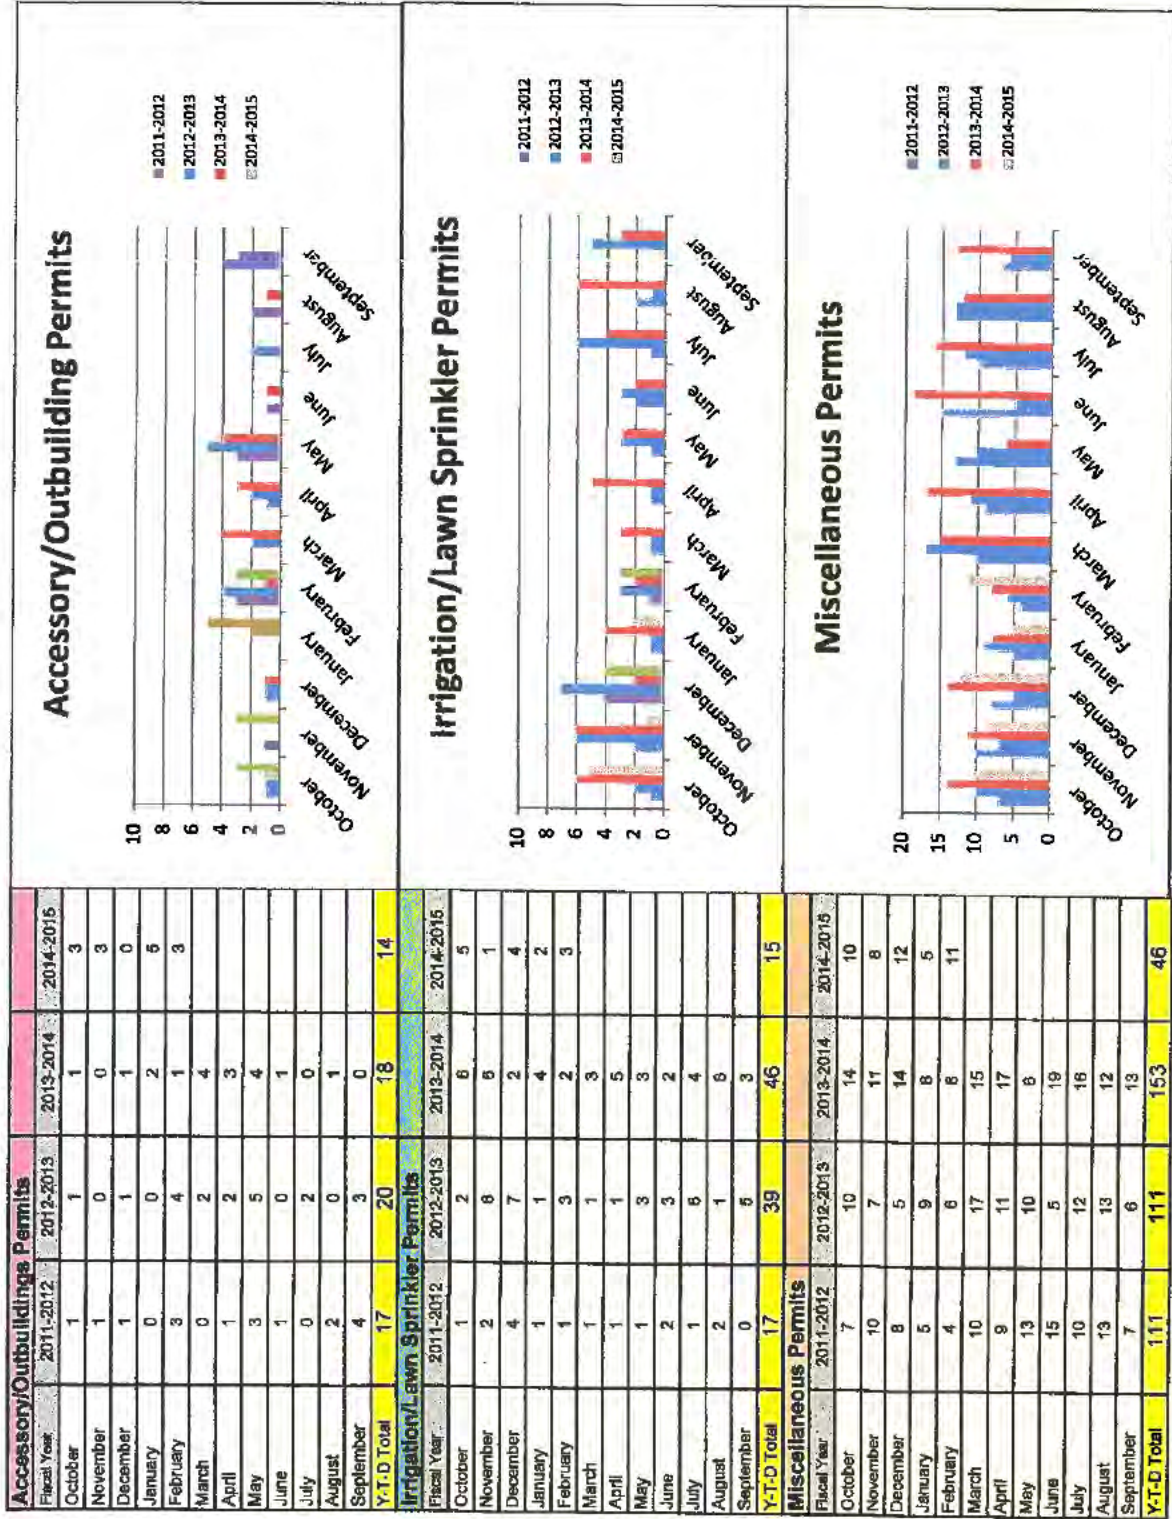 Accessory/Outbuildings Permits
Fiscal Year 2011-2012 2012-2013 2013-2014 2014-2015
October 1 1 1 3
November 1 0 0 3
December 1 1 1 0
January 0 0 2 5
February 3 4 1 3
March 0 2 4
April 1 2 3
May 3 5 4
June 1 0 1
July 0 2 0
August 2 0 1
September 4 3 0
Y-T-D Total 17 20 18 14
Accessory/Outbuilding Permits
10
8
6
4
2
0
October November December January February March April May June July August September
2011-2012
2012-2013
2013-2014
2014-2015
Irrigation/Lawn Sprinkler Permits
Fiscal Year 2011-2012 2012-2013 2013-2014 2014-2015
October 1 2 6 5
November 2 6 6 1
December 4 7 2 4
January 1 1 4 2
February 1 3 2 3
March 1 1 3
April 1 1 5
May 1 3 3
June 2 3 2
July 1 6 4
August 2 1 6
September 0 5 3
Y-T-D Total 17 39 46 15
Irrigation/Lawn Sprinkler Permits
10
8
6
4
2
0
October November December January February March April May June July August September
2011-2012
2012-2013
2013-2014
2014-2015
Miscellaneous Permits
Fiscal Year 2011-2012 2012-2013 2013-2014 2014-2015
October 7 10 14 10
November 10 7 11 8
December 8 5 14 12
January 5 9 8 5
February 4 6 8 11
March 10 17 15
April 9 11 17
May 13 10 6
June 15 5 19
July 10 12 16
August 13 13 12
September 7 6 13
Y-T-D Total 111 111 153 46
Miscellaneous Permits
20
15
10
5
0
October November December January February March April May June July August September
2011-2012
2012-2013
2013-2014
2014-2015